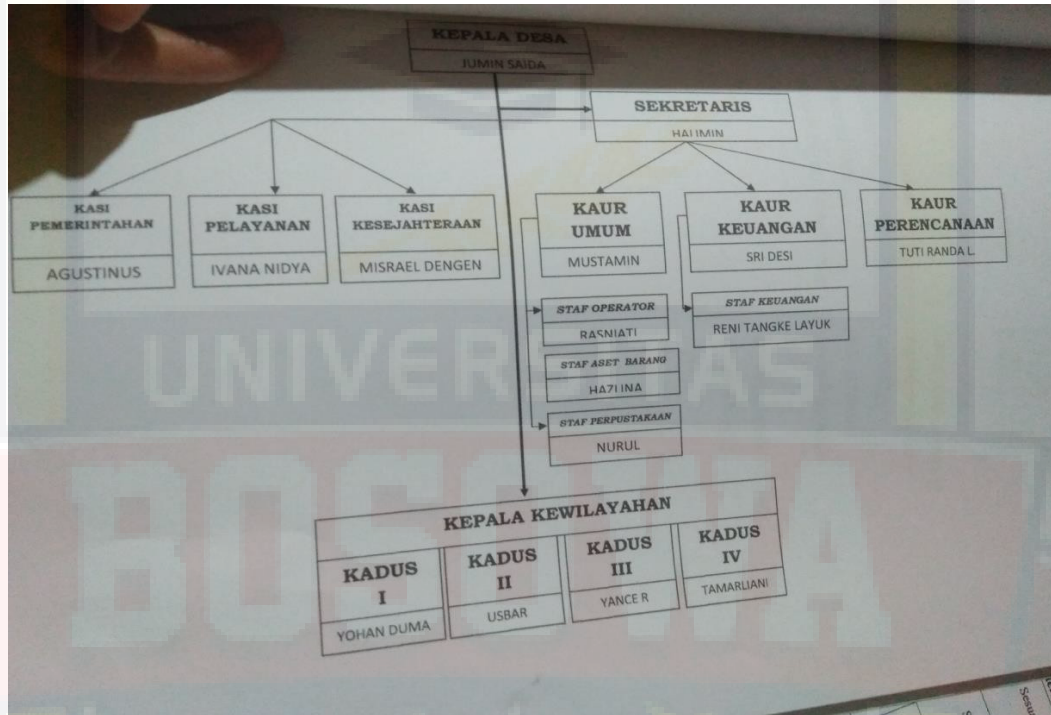 KEPALA DESA
JUMIN SAIDA
SEKRETARIS
HALIMIN
KASI
PEMERINTAHAN
AGUSTINUS
KASI
PELAYANAN
IVANA NIDYA
KASI
KESEJAHTERAAN
MISRAEL DENGEN
KAUR
UMUM
MUSTAMIN
KAUR
KEUANGAN
SRI DESI
KAUR
PERENCANAAN
TUTI RANDA L.
STAF OPERATOR
RASNIATI
STAF ASET BARANG
HAZLINA
STAF PERPUSTAKAAN
NURUL
STAF KEUANGAN
RENI TANGKE LAYUK
KEPALA KEWILAYAHAN
KADUS
I
YOHAN DUMA
KADUS
II
USBAR
KADUS
III
YANCE R
KADUS
IV
TAMARLIANI
UNIVERSITAS
BOSOWA